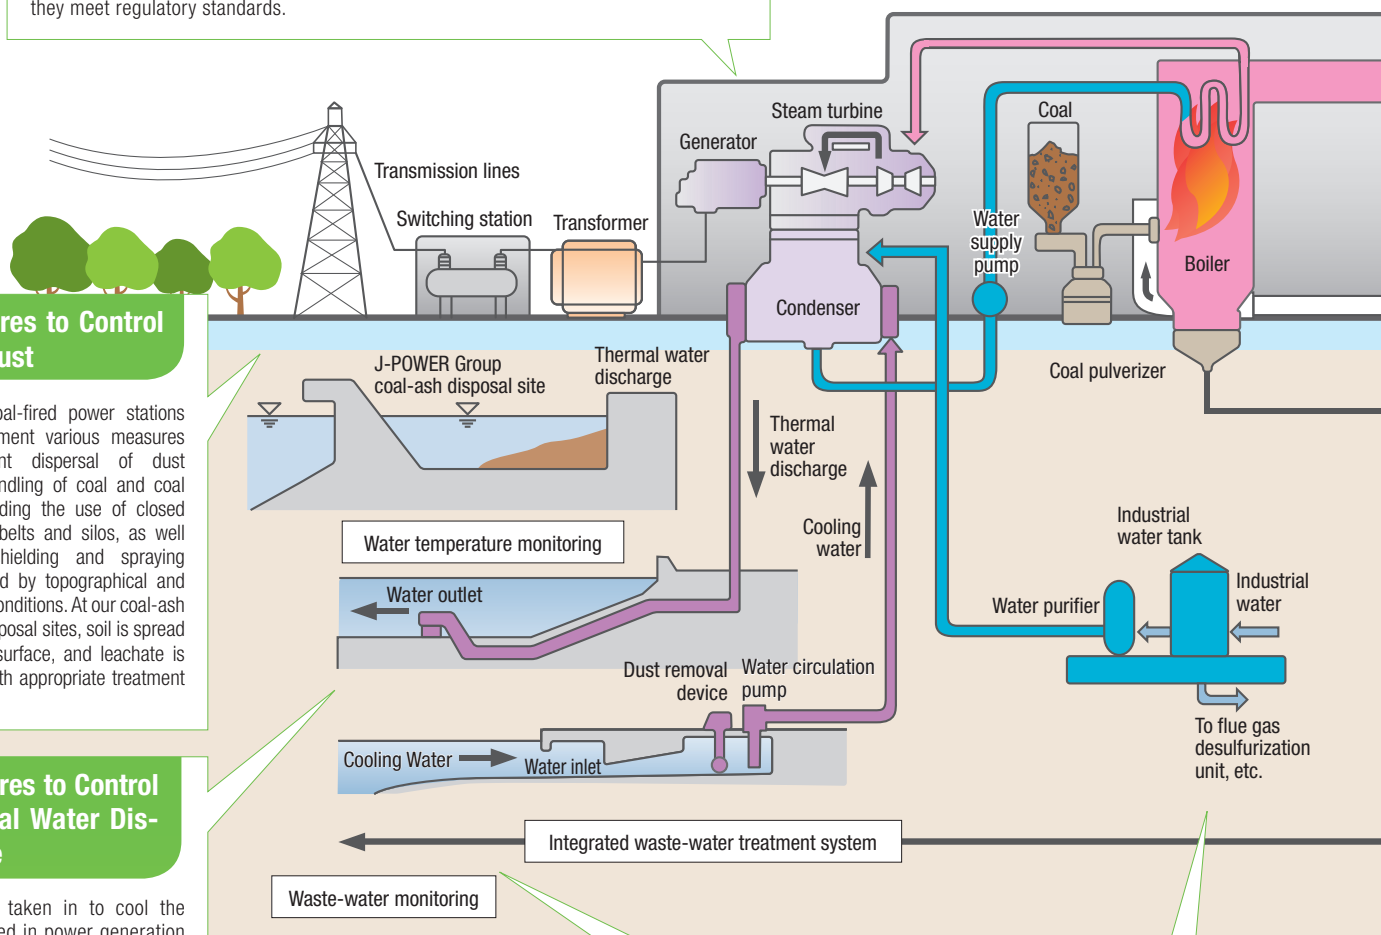 they meet regulatory standards.
Steam turbine
Coal
Generator
Transmission lines
Switching station
Transformer
Water
supply
pump
Boiler
Condenser
res to Control
ust
oal-fired power stations
ment various measures
nt dispersal of dust
ndling of coal and coal
ding the use of closed
belts and silos, as well
hielding and spraying
d by topographical and
onditions. At our coal-ash
posal sites, soil is spread
surface, and leachate is
th appropriate treatment
J-POWER Group
coal-ash disposal site
Thermal water
discharge
Coal pulverizer
Thermal
water
discharge
Cooling
water
Water temperature monitoring
Water outlet
Industrial
water tank
Industrial
water
Water purifier
Dust removal
device
Water circulation
pump
Cooling Water
Water inlet
To flue gas
desulfurization
unit, etc.
res to Control
al Water Dis-
e
taken in to cool the
ed in power generation
Integrated waste-water treatment system
Waste-water monitoring